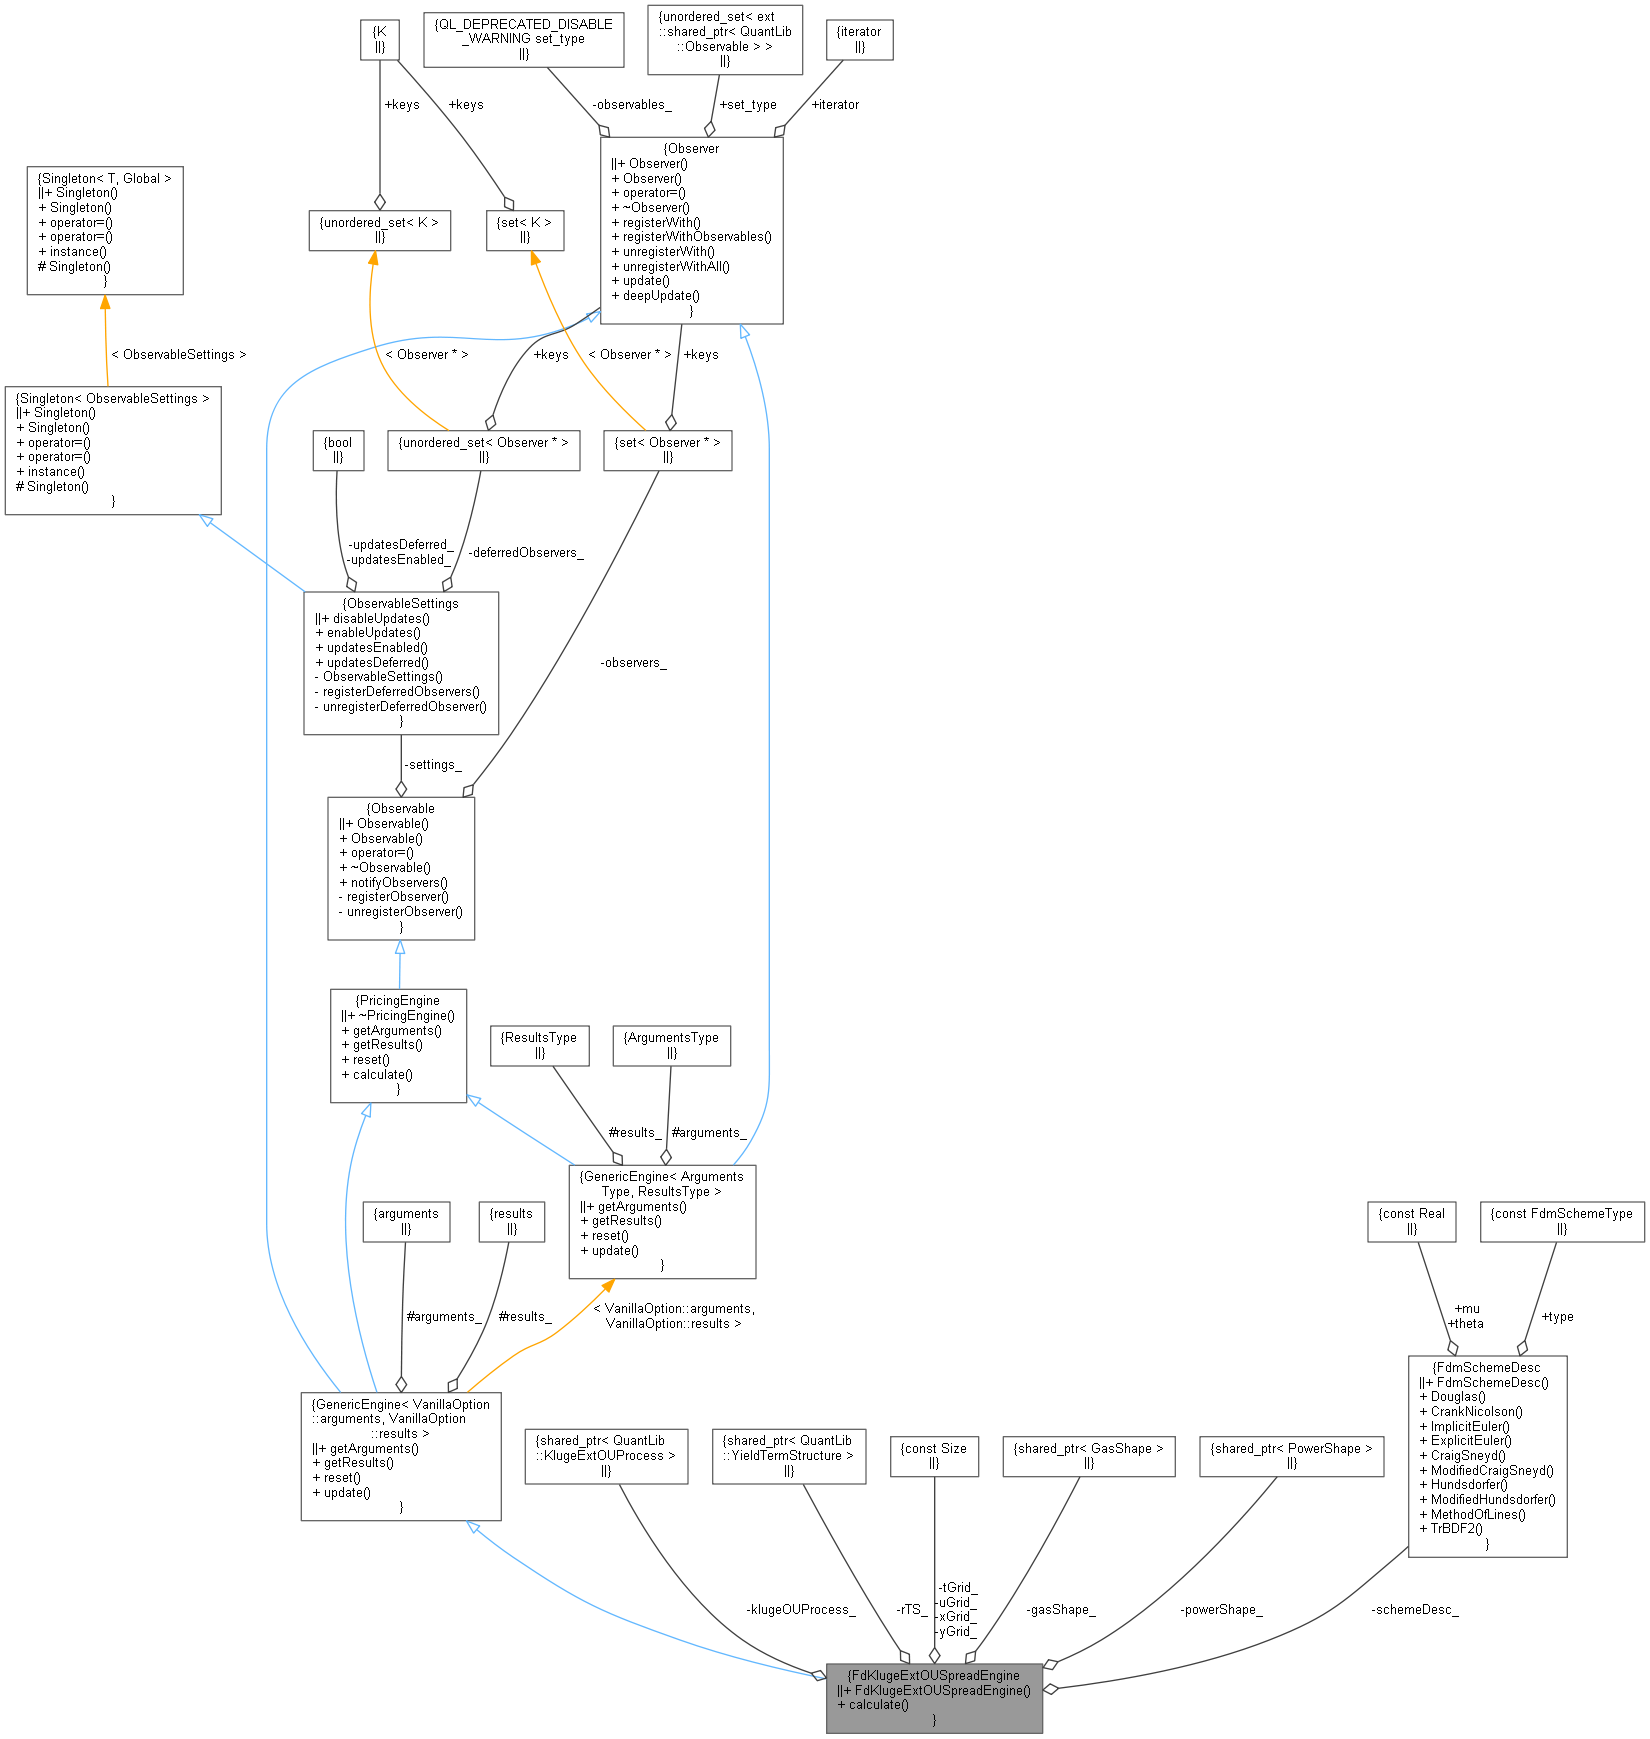 {K
||}
{QL_DEPRECATED_DISABLE
_WARNING set_type
||}
{unordered_set< ext
::shared_ptr< QuantLib
::Observable > >
||}
{iterator
||}
+keys
+keys
-observables_
+set_type
+iterator
{Singleton< T, Global >
||+ Singleton()
+ Singleton()
+ operator=()
+ operator=()
+ instance()
# Singleton()
}
{unordered_set< K >
||}
{set< K >
||}
{Observer
||+ Observer()
+ Observer()
+ operator=()
+ ~Observer()
+ registerWith()
+ registerWithObservables()
+ unregisterWith()
+ unregisterWithAll()
+ update()
+ deepUpdate()
}
< ObservableSettings >
< Observer * >
+keys
< Observer * >
+keys
{Singleton< ObservableSettings >
||+ Singleton()
+ Singleton()
+ operator=()
+ operator=()
+ instance()
# Singleton()
}
{bool
||}
{unordered_set< Observer * >
||}
{set< Observer * >
||}
-updatesDeferred_
-updatesEnabled_
-deferredObservers_
{ObservableSettings
||+ disableUpdates()
+ enableUpdates()
+ updatesEnabled()
+ updatesDeferred()
- ObservableSettings()
- registerDeferredObservers()
- unregisterDeferredObserver()
}
-observers_
-settings_
{Observable
||+ Observable()
+ Observable()
+ operator=()
+ ~Observable()
+ notifyObservers()
- registerObserver()
- unregisterObserver()
}
{PricingEngine
||+ ~PricingEngine()
+ getArguments()
+ getResults()
+ reset()
+ calculate()
}
{ResultsType
||}
{ArgumentsType
||}
#results_
#arguments_
{GenericEngine< Arguments
Type, ResultsType >
||+ getArguments()
+ getResults()
+ reset()
+ update()
}
{arguments
||}
{results
||}
{const Real
||}
{const FdmSchemeType
||}
#arguments_
#results_
< VanillaOption::arguments,
VanillaOption::results >
+mu
+theta
+type
{GenericEngine< VanillaOption
::arguments, VanillaOption
::results >
||+ getArguments()
+ getResults()
+ reset()
+ update()
}
{shared_ptr< QuantLib
::KlugeExtOUProcess >
||}
{shared_ptr< QuantLib
::YieldTermStructure >
||}
{const Size
||}
{shared_ptr< GasShape >
||}
{shared_ptr< PowerShape >
||}
{FdmSchemeDesc
||+ FdmSchemeDesc()
+ Douglas()
+ CrankNicolson()
+ ImplicitEuler()
+ ExplicitEuler()
+ CraigSneyd()
+ ModifiedCraigSneyd()
+ Hundsdorfer()
+ ModifiedHundsdorfer()
+ MethodOfLines()
+ TrBDF2()
}
-klugeOUProcess_
-rTS_
-tGrid_
-uGrid_
-xGrid_
-yGrid_
-gasShape_
-powerShape_
-schemeDesc_
{FdKlugeExtOUSpreadEngine
||+ FdKlugeExtOUSpreadEngine()
+ calculate()
}